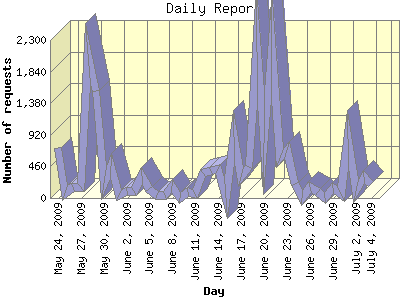 Daily Repor
Number of requests
2,300
1,840
1,380
920
460
0
May 24, 2009
May 27, 2009
May 30, 2009
June 2, 2009
June 5, 2009
June 8, 2009
June 11, 2009
June 14, 2009
June 17, 2009
June 20, 2009
June 23, 2009
June 26, 2009
June 29, 2009
July 2, 2009
July 4, 2009
Day